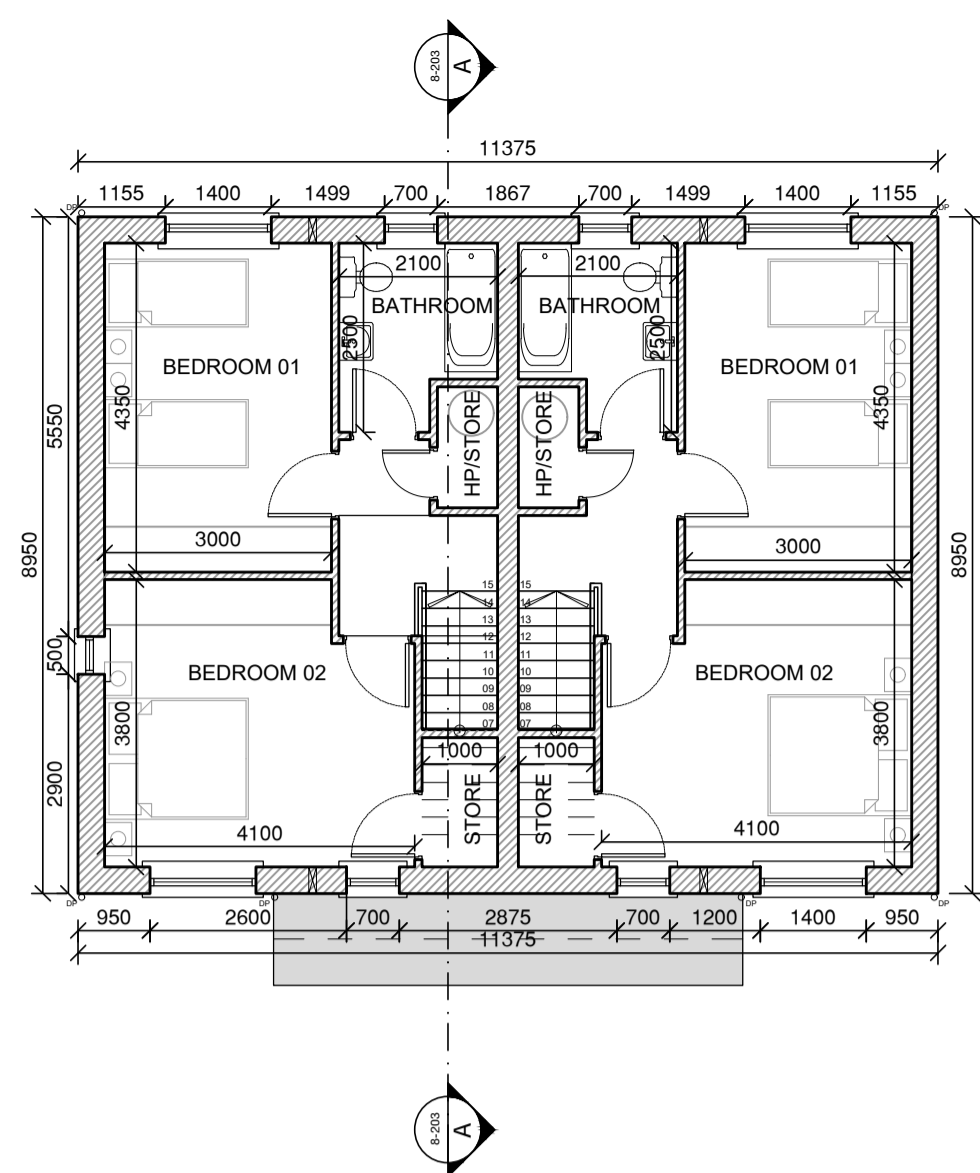 8-203
A
11375
1155 1400 1499 700 1867 700 1499 1400 1155
DP DP
2100 2100
BATHROOM BATHROOM
2500 2500
BEDROOM 01 BEDROOM 01
4350 4350
HP/STORE HP/STORE
5550
8950 8950
3000 3000
15 15
14 14
13 13
12 12
11 11
10 10
09 09
08 08
07 07
500
BEDROOM 02 BEDROOM 02
3800 3800
2900
1000 1000
STORE STORE
4100 4100
DP DP DP DP
950 2600 700 2875 700 1200 1400 950
11375
8-203
A